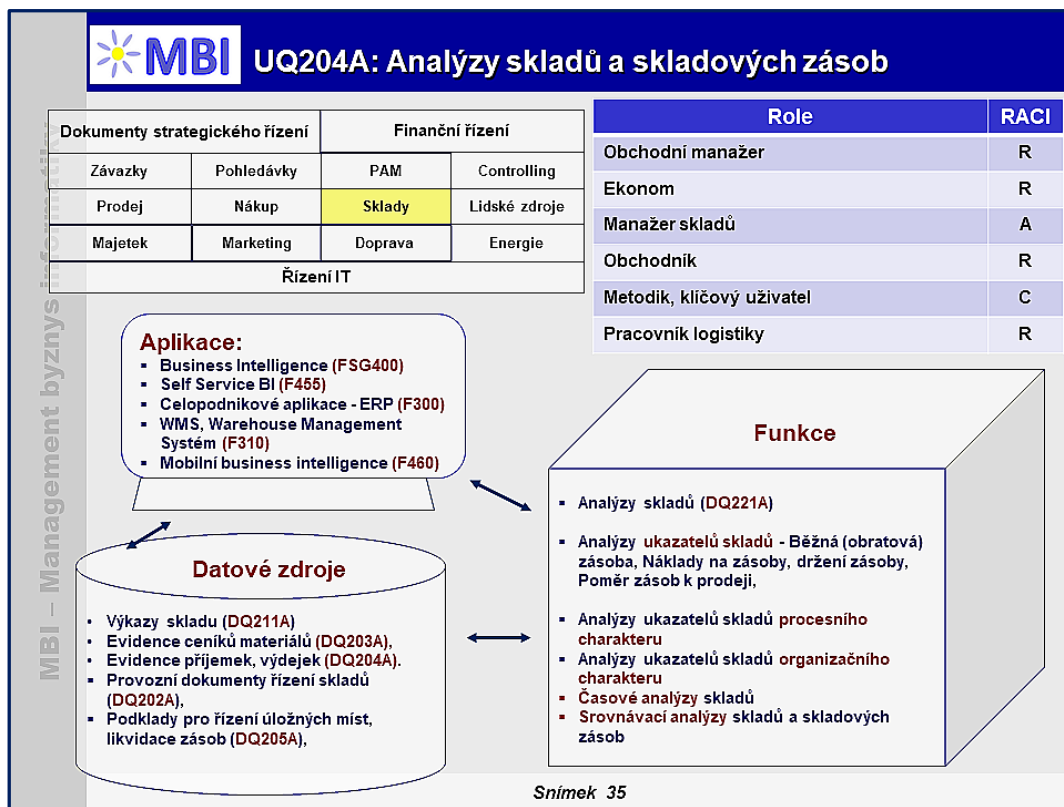 MBI
UQ204A: Analýzy skladů a skladových zásob
MBI – Management byznys informatiky
Dokumenty strategického řízení
Finanční řízení
Závazky
Pohledávky
PAM
Controlling
Prodej
Nákup
Sklady
Lidské zdroje
Majetek
Marketing
Doprava
Energie
Řízení IT
Role RACI
Obchodní manažer R
Ekonom R
Manažer skladů A
Obchodník R
Metodik, klíčový uživatel C
Pracovník logistiky R
Aplikace:
▪ Business Intelligence (FSG400)
▪ Self Service BI (F455)
▪ Celopodnikové aplikace - ERP (F300)
▪ WMS, Warehouse Management
Systém (F310)
▪ Mobilní business intelligence (F460)
Datové zdroje
▪ Výkazy skladu (DQ211A)
▪ Evidence ceníků materiálů (DQ203A),
▪ Evidence příjemek, výdejek (DQ204A).
▪ Provozní dokumenty řízení skladů
(DQ202A),
▪ Podklady pro řízení úložných míst,
likvidace zásob (DQ205A),
Funkce
▪ Analýzy skladů (DQ221A)
▪ Analýzy ukazatelů skladů - Běžná (obratová)
zásoba, Náklady na zásoby, držení zásoby,
Poměr zásob k prodeji,
▪ Analýzy ukazatelů skladů procesního
charakteru
▪ Analýzy ukazatelů skladů organizačního
charakteru
▪ Časové analýzy skladů
▪ Srovnávací analýzy skladů a skladových
zásob
Snímek 35